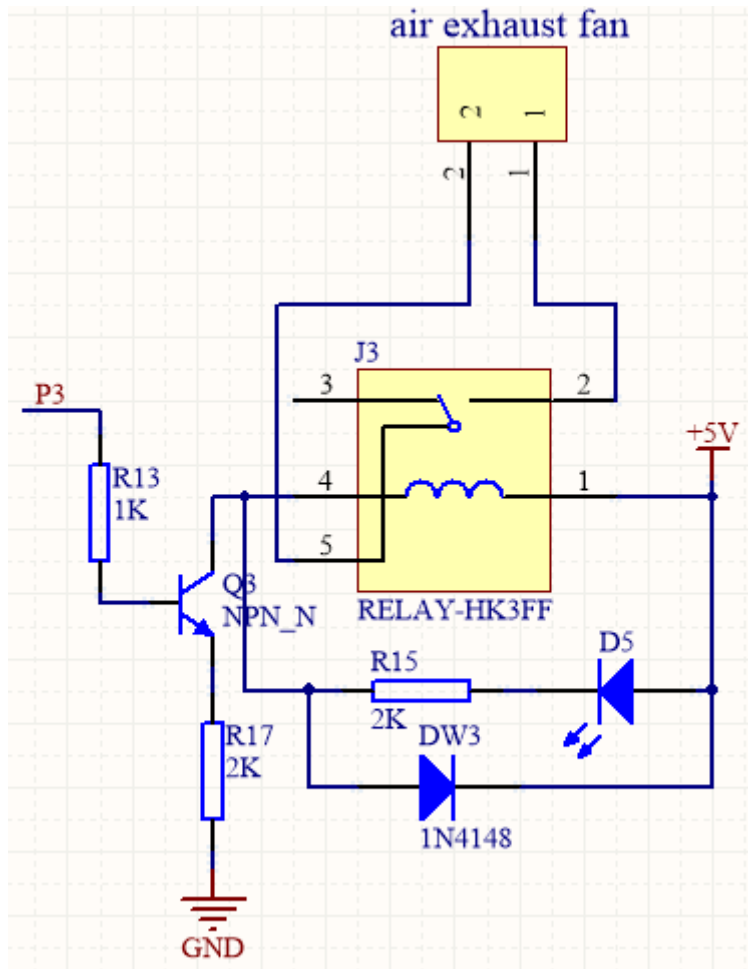 air exhaust fan
2 1
2 1
J3
3 2
P3
+5V
R13
1K
4 1
Q3
NPN_N
5
RELAY-HK3FF
D5
R15
2K
R17
2K
DW3
1N4148
GND